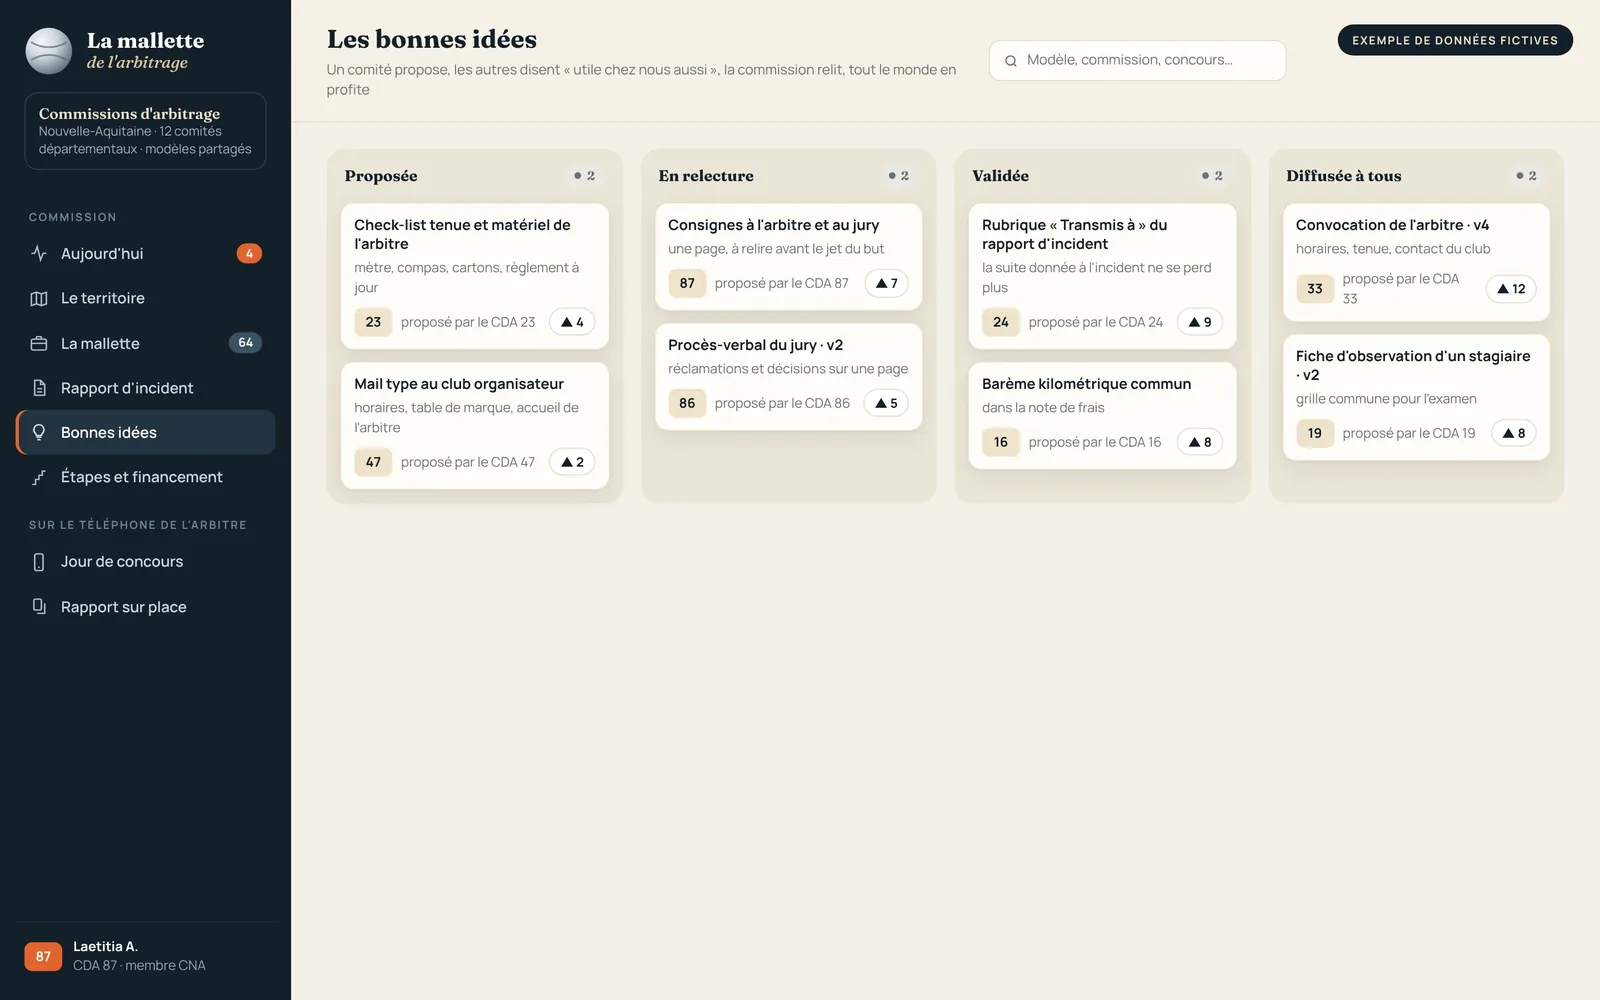 La mallette
de l'arbitrage
Commissions d'arbitrage
Nouvelle-Aquitaine · 12 comités
départementaux · modèles partagés
COMMISSION
Aujourd'hui
4
Le territoire
La mallette
64
Rapport d'incident
Bonnes idées
Étapes et financement
SUR LE TÉLÉPHONE DE L'ARBITRE
Jour de concours
Rapport sur place
87
Laetitia A.
CDA 87 · membre CNA
Les bonnes idées
Un comité propose, les autres disent « utile chez nous aussi », la commission relit, tout le monde en
profite
Modèle, commission, concours…
EXEMPLE DE DONNÉES FICTIVES
Proposée
2
Check-list tenue et matériel de
l'arbitre
mètre, compas, cartons, règlement à
jour
23 proposé par le CDA 23 ▲ 4
Mail type au club organisateur
horaires, table de marque, accueil de
l'arbitre
47 proposé par le CDA 47 ▲ 2
En relecture
2
Consignes à l'arbitre et au jury
une page, à relire avant le jet du but
87 proposé par le CDA 87 ▲ 7
Procès-verbal du jury · v2
réclamations et décisions sur une page
86 proposé par le CDA 86 ▲ 5
Validée
2
Rubrique « Transmis à » du
rapport d'incident
la suite donnée à l'incident ne se perd
plus
24 proposé par le CDA 24 ▲ 9
Barème kilométrique commun
dans la note de frais
16 proposé par le CDA 16 ▲ 8
Diffusée à tous
2
Convocation de l'arbitre · v4
horaires, tenue, contact du club
33 proposé par le CDA
33
▲ 12
Fiche d'observation d'un stagiaire
· v2
grille commune pour l'examen
19 proposé par le CDA 19 ▲ 8